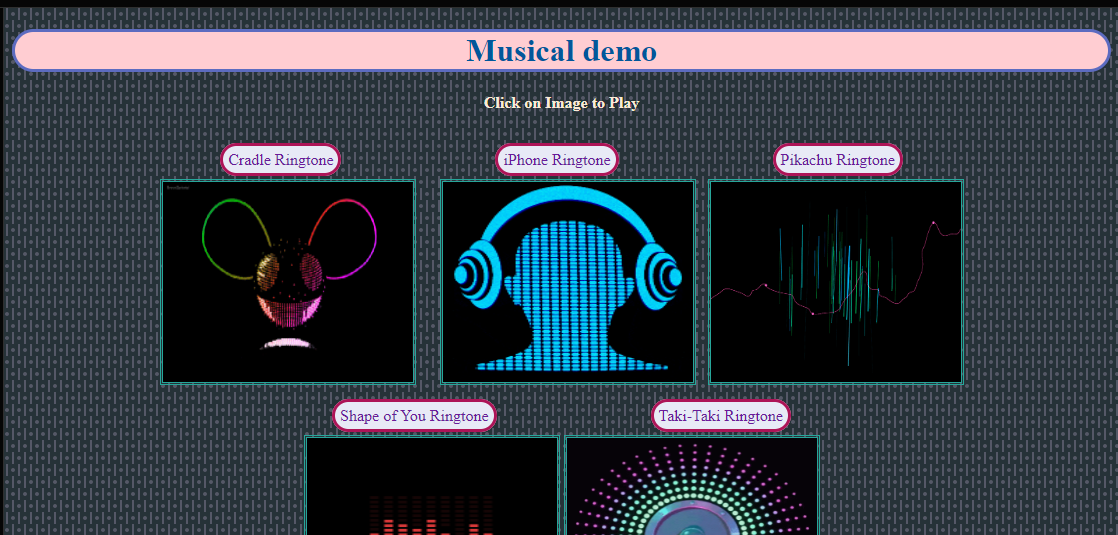 Musical demo
Click on Image to Play
Cradle Ringtone
iPhone Ringtone
Pikachu Ringtone
Shape of You Ringtone
Taki-Taki Ringtone